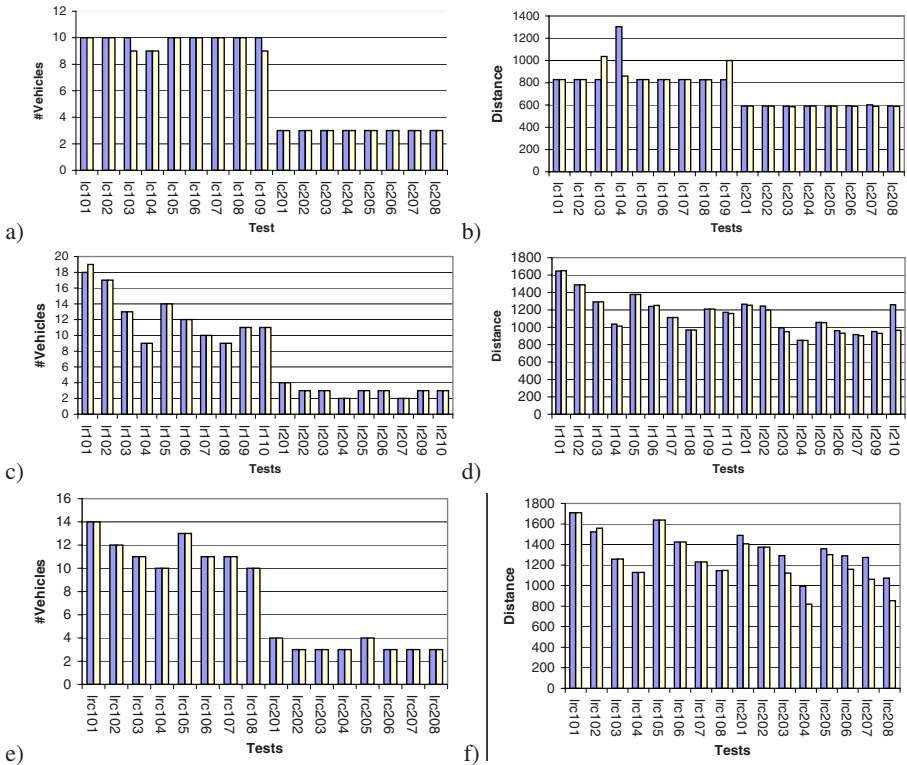 12
10
8
6
4
2
0
#Vehicles
lc101
lc102
lc103
lc104
lc105
lc106
lc107
lc108
lc109
lc201
lc202
lc203
lc204
lc205
lc206
lc207
lc208
Test
a)
1400
1200
1000
800
600
400
200
0
Distance
lc101
lc102
lc103
lc104
lc105
lc106
lc107
lc108
lc109
lc201
lc202
lc203
lc204
lc205
lc206
lc207
lc208
Tests
b)
20
18
16
14
12
10
8
6
4
2
0
#Vehicles
lr101
lr102
lr103
lr104
lr105
lr106
lr107
lr108
lr109
lr110
lr201
lr202
lr203
lr204
lr205
lr206
lr207
lr209
lr210
Tests
c)
1800
1600
1400
1200
1000
800
600
400
200
0
Distance
lr101
lr102
lr103
lr104
lr105
lr106
lr107
lr108
lr109
lr110
lr201
lr202
lr203
lr204
lr205
lr206
lr207
lr209
lr210
Tests
d)
16
14
12
10
8
6
4
2
0
#Vehicles
lrc101
lrc102
lrc103
lrc104
lrc105
lrc106
lrc107
lrc108
lrc201
lrc202
lrc203
lrc204
lrc205
lrc206
lrc207
lrc208
Tests
e)
1800
1600
1400
1200
1000
800
600
400
200
0
Distance
lrc101
lrc102
lrc103
lrc104
lrc105
lrc106
lrc107
lrc108
lrc201
lrc202
lrc203
lrc204
lrc205
lrc206
lrc207
lrc208
Tests
f)